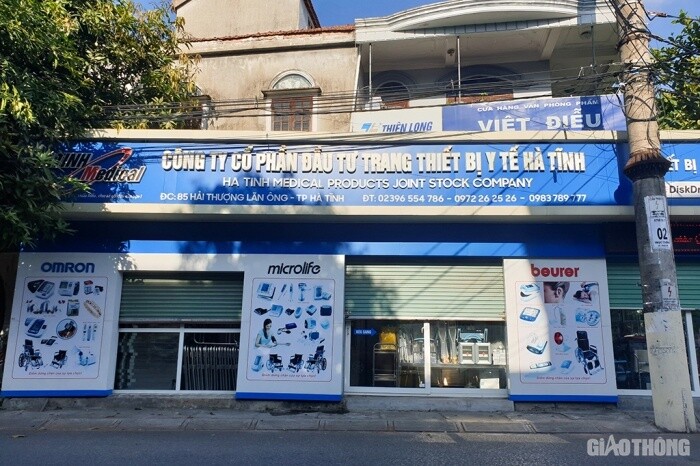 THIÊN LONG
CỬA HÀNG VĂN PHÒNG PHẨM
VIỆT ĐIỂU
Medical
CÔNG TY CỔ PHẦN ĐẦU TƯ TRANG THIẾT BỊ Y TẾ HÀ TĨNH
HA TINH MEDICAL PRODUCTS JOINT STOCK COMPANY
ĐC: 85 HẢI THƯỢNG LÃN ÔNG - TP HÀ TĨNH ĐT: 02396 554 786 - 0972 26 25 26 - 0983 789 777
BỊ
DiskDr
OMRON
microlife
beurer
02
GIAOTHÔNG